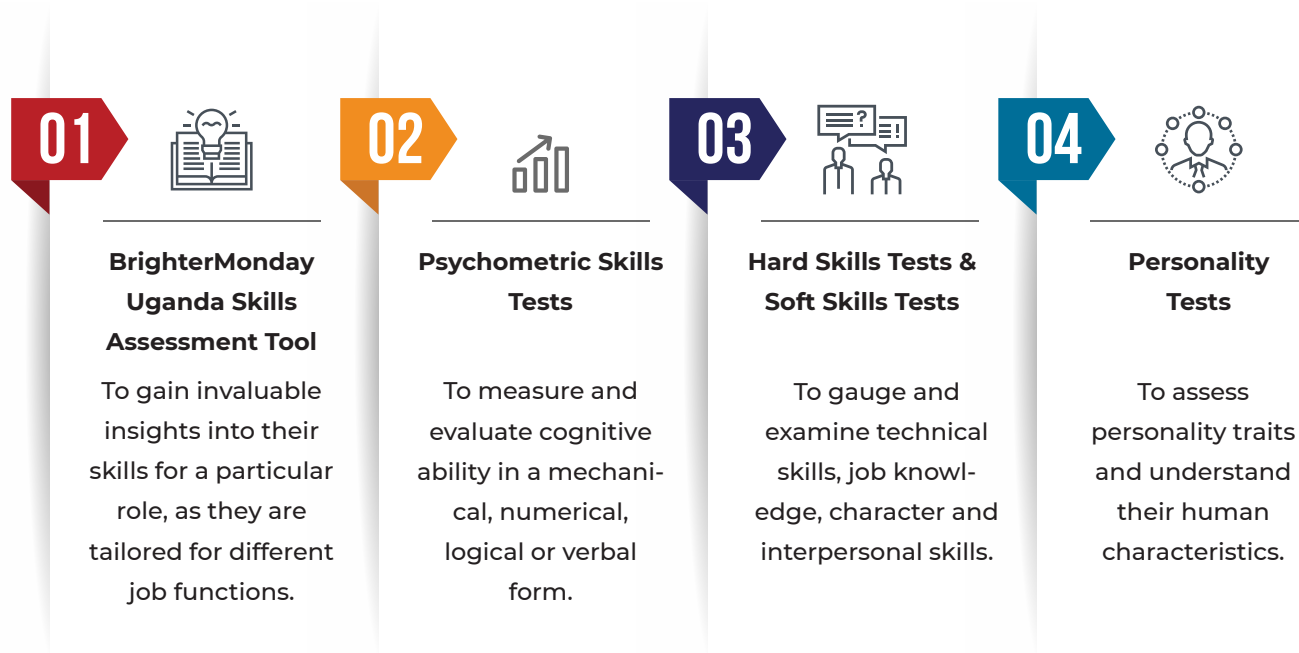 01
BrighterMonday
Uganda Skills
Assessment Tool
To gain invaluable
insights into their
skills for a particular
role, as they are
tailored for different
job functions.
02
Psychometric Skills
Tests
To measure and
evaluate cognitive
ability in a mechani-
cal, numerical,
logical or verbal
form.
03
?
!
Hard Skills Tests &
Soft Skills Tests
To gauge and
examine technical
skills, job knowl-
edge, character and
interpersonal skills.
04
Personality
Tests
To assess
personality traits
and understand
their human
characteristics.